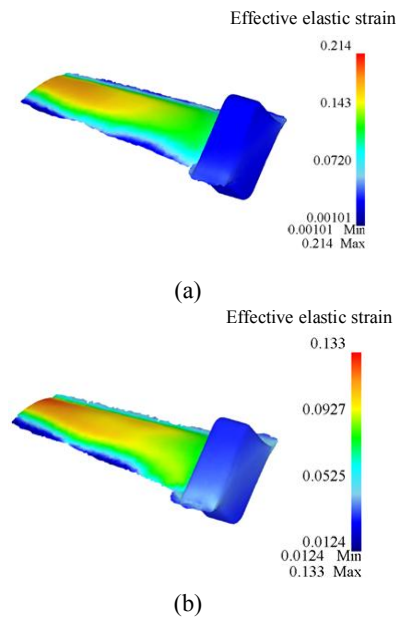 Effective elastic strain
0.214
0.143
0.0720
0.00101
0.00101 Min
0.214 Max
(a)
Effective elastic strain
0.133
0.0927
0.0525
0.0124
0.0124 Min
0.133 Max
(b)